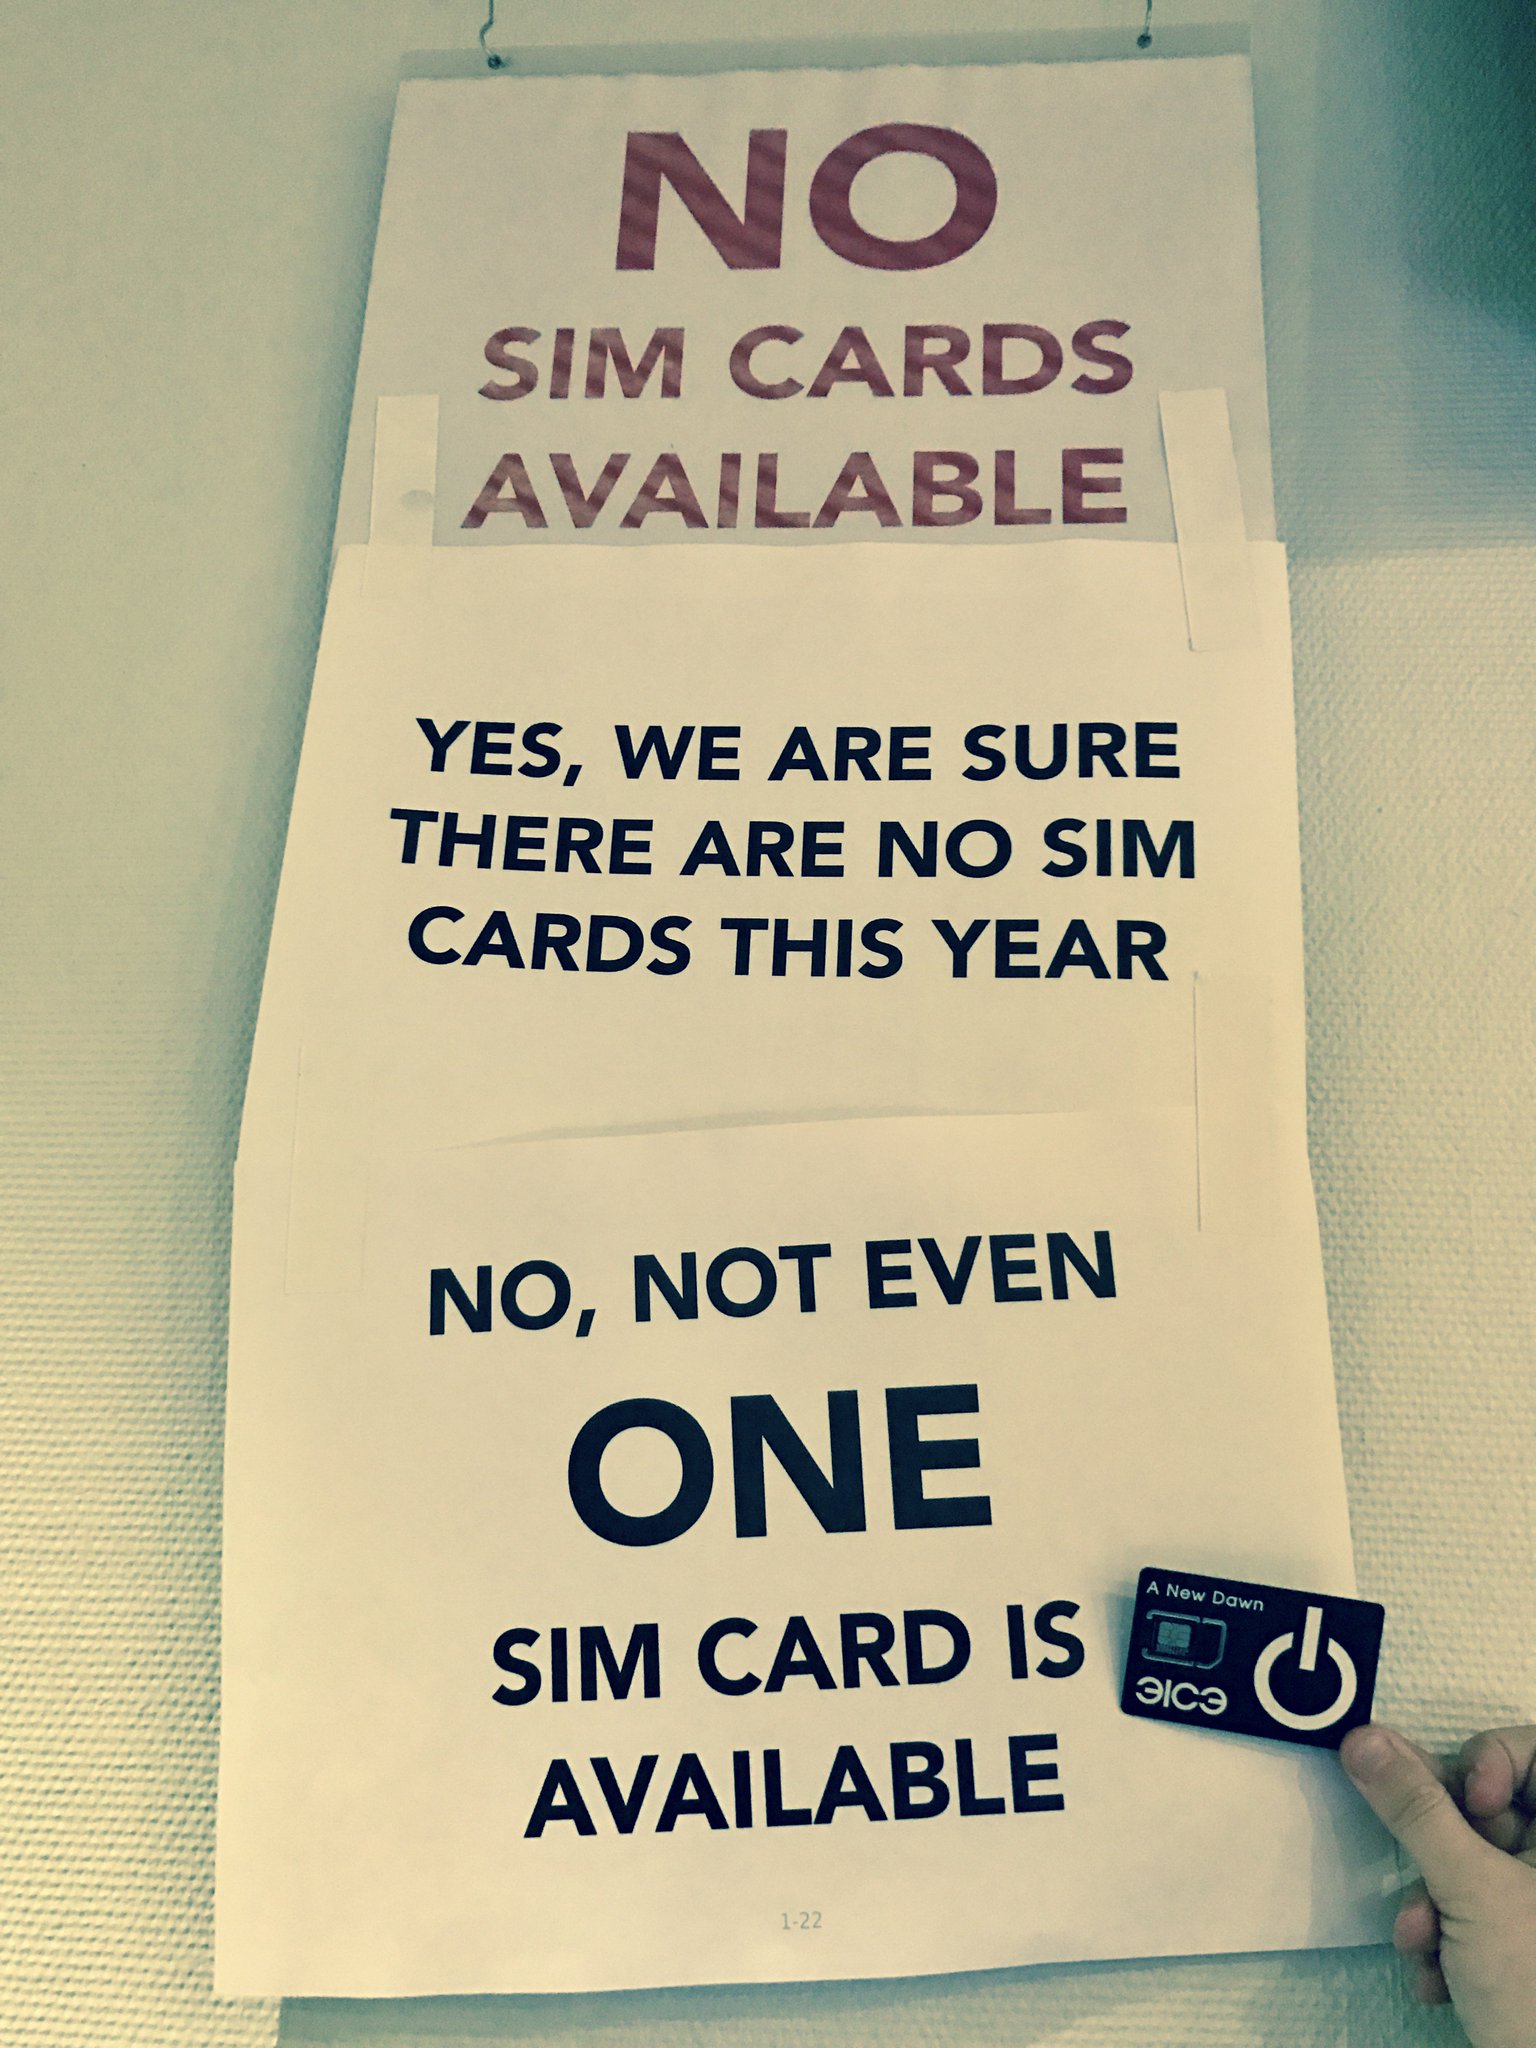 NO
SIM CARDS
AVAILABLE
YES, WE ARE SURE
THERE ARE NO SIM
CARDS THIS YEAR
NO, NOT EVEN
ONE
SIM CARD IS
AVAILABLE
A New Dawn
ЭIСЭ
1-22